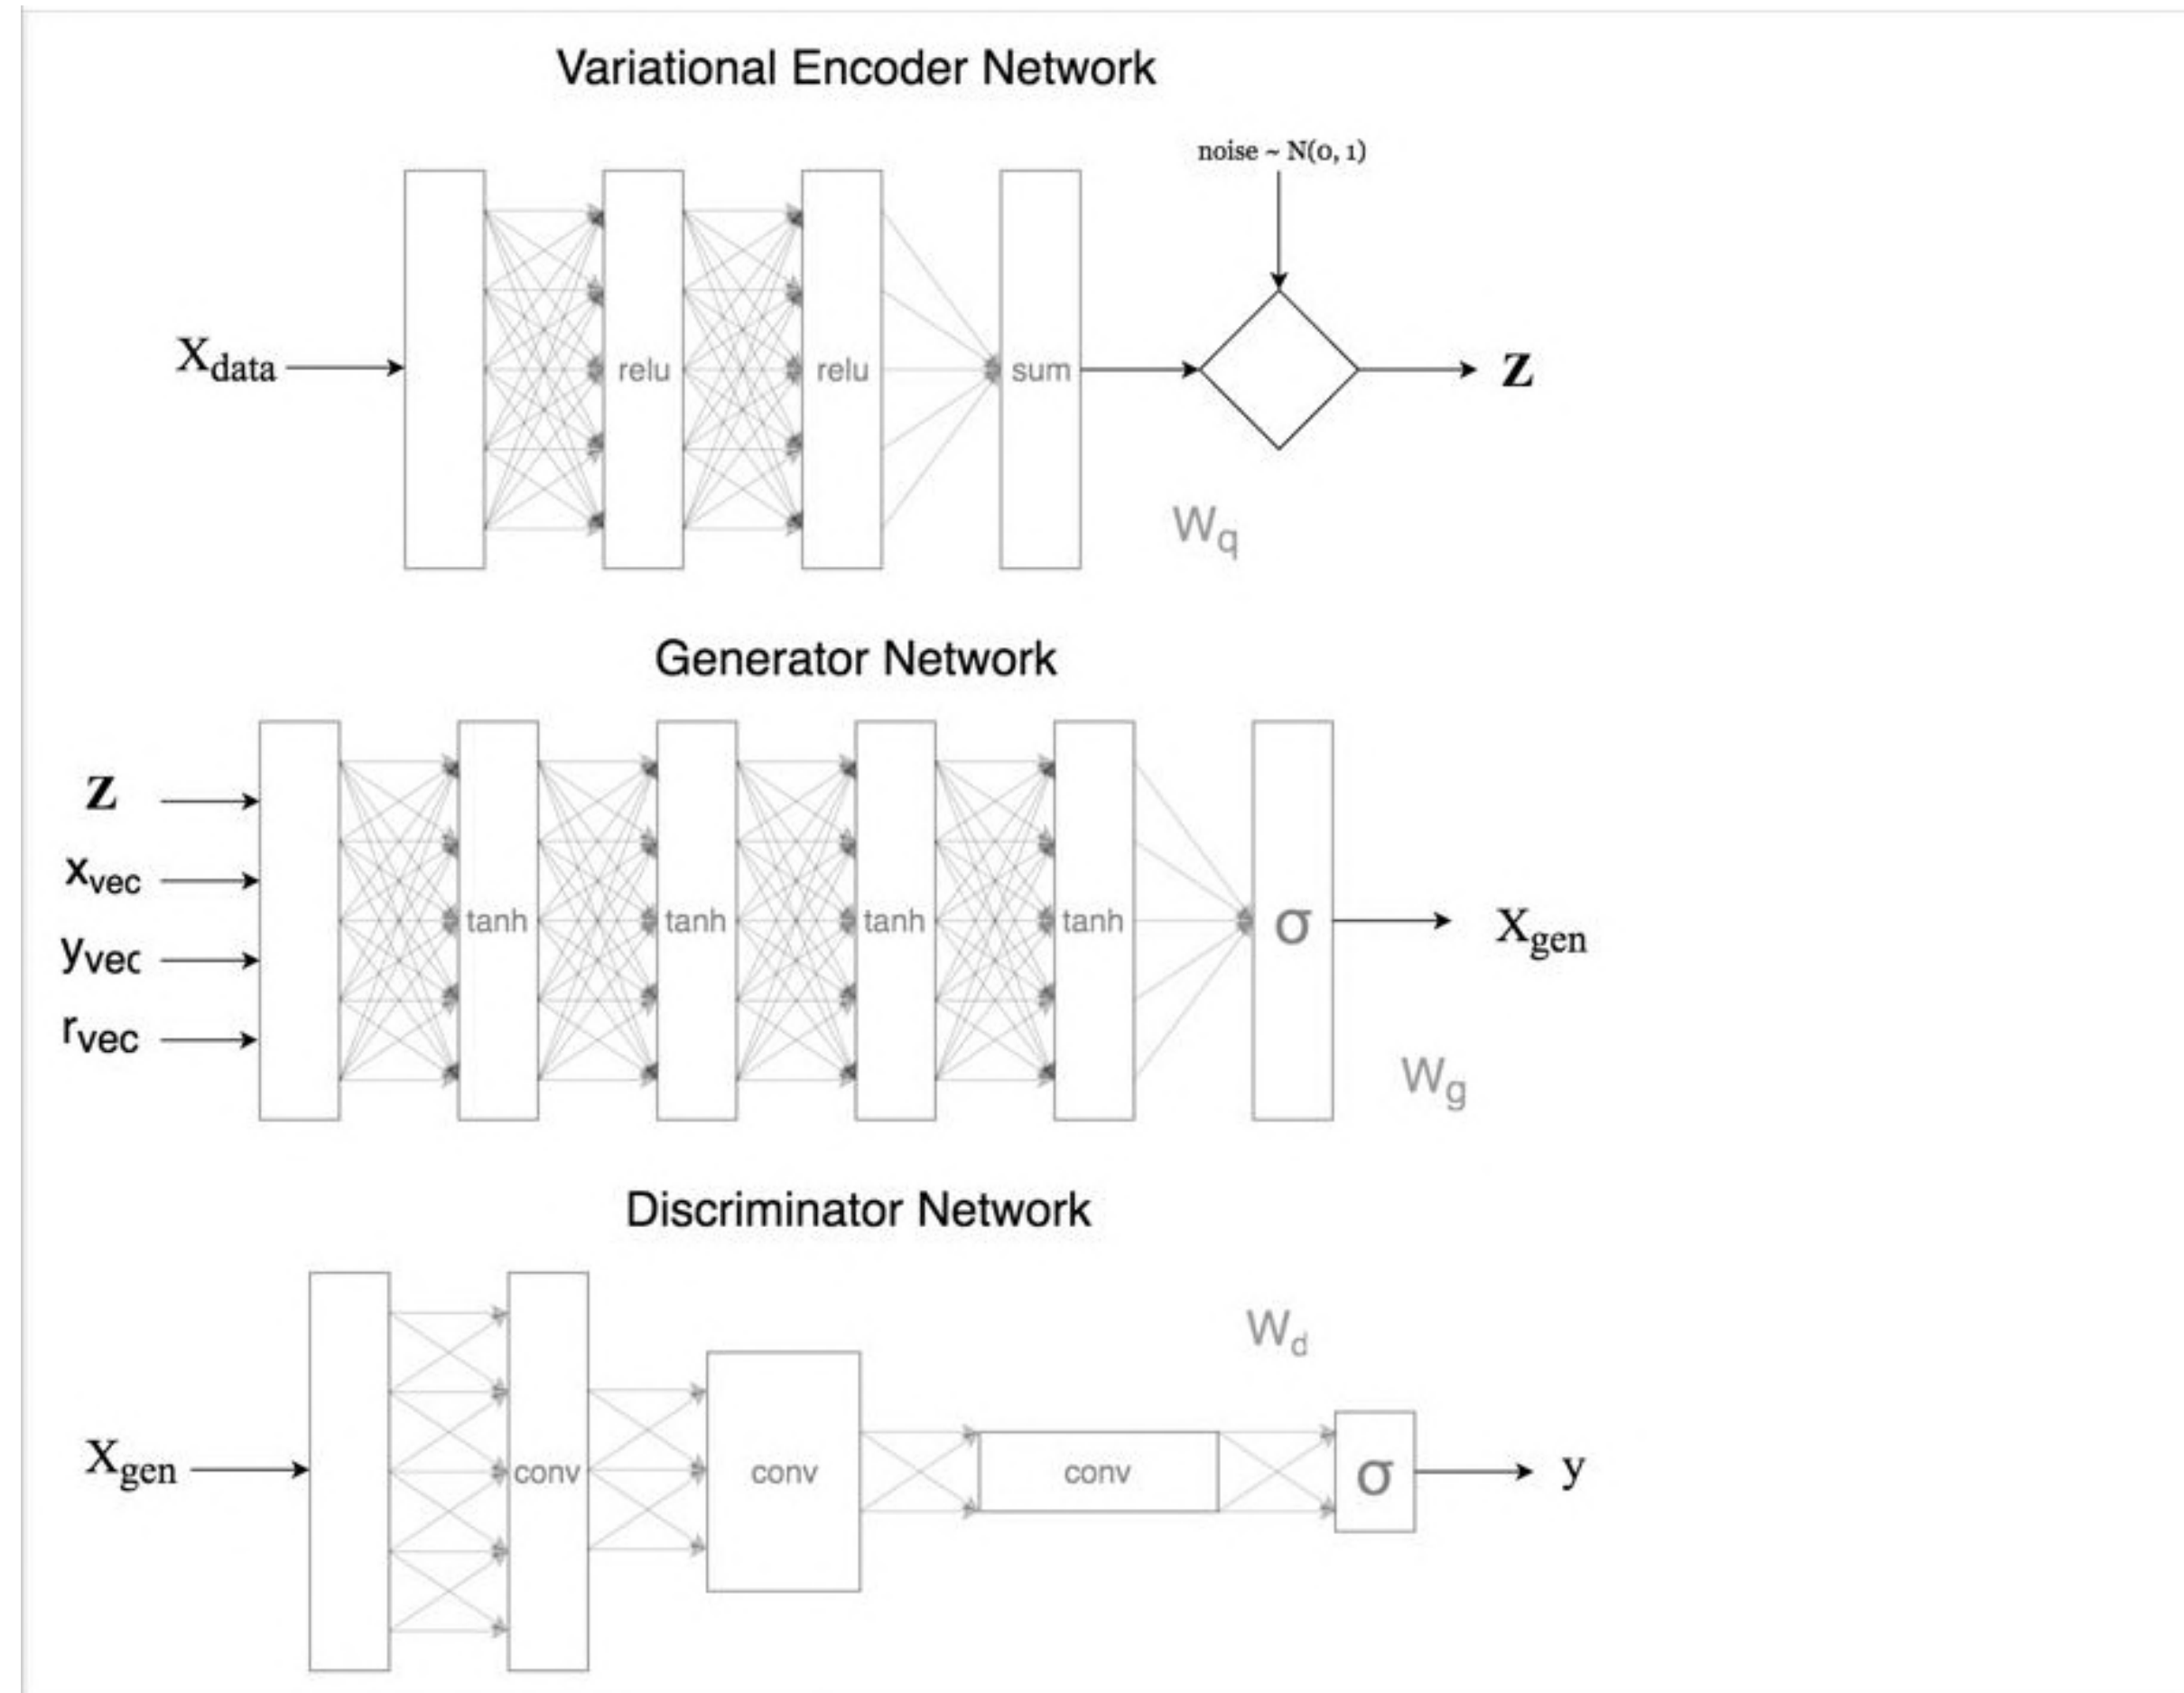 Variational Encoder Network
noise ~ N(0, 1)
Xdata
relu
relu
sum
Z
Wq
Generator Network
Z
xvec
yvec
rvec
tanh
tanh
tanh
tanh
σ
Xgen
Wg
Discriminator Network
Wd
Xgen
conv
conv
conv
σ
y